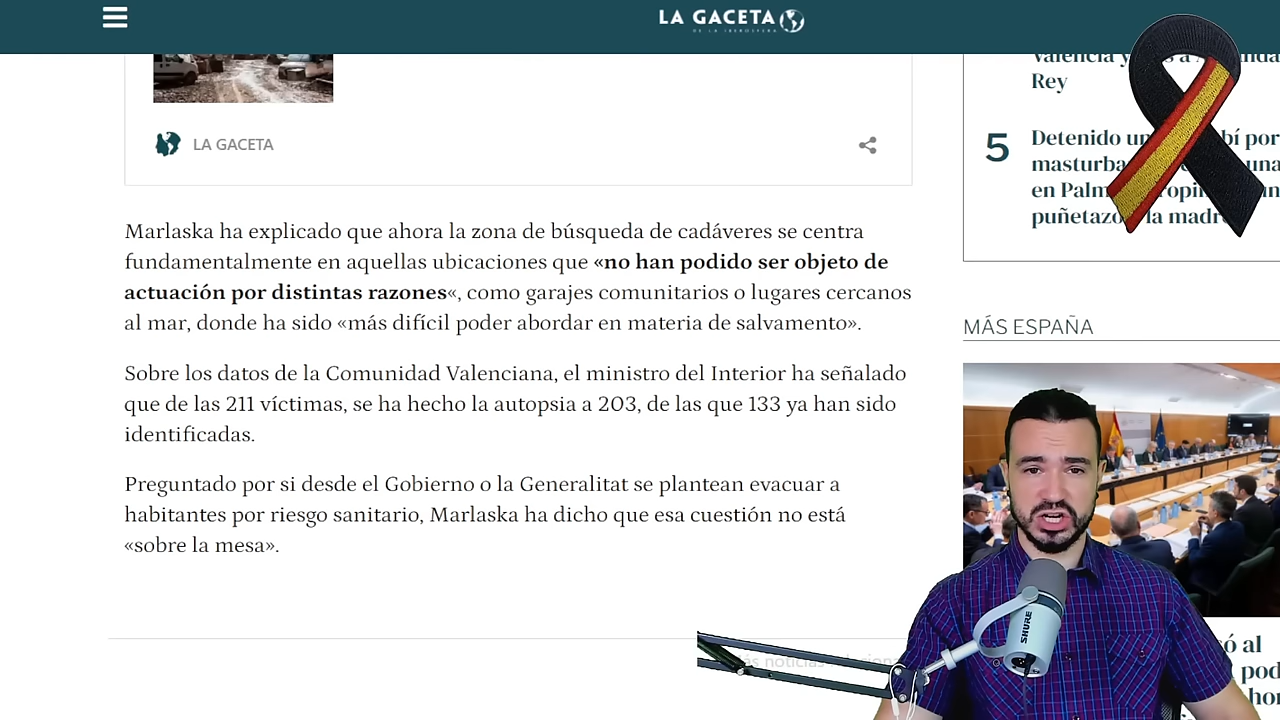 LA GACETA
DE LA IBEROSFERA
Rey
5
Detenido
masturba
en Palm
puñetazo la madr
LA GACETA
Marlaska ha explicado que ahora la zona de búsqueda de cadáveres se centra
fundamentalmente en aquellas ubicaciones que «no han podido ser objeto de
actuación por distintas razones«, como garajes comunitarios o lugares cercanos
al mar, donde ha sido «más difícil poder abordar en materia de salvamento».
Sobre los datos de la Comunidad Valenciana, el ministro del Interior ha señalado
que de las 211 víctimas, se ha hecho la autopsia a 203, de las que 133 ya han sido
identificadas.
Preguntado por si desde el Gobierno o la Generalitat se plantean evacuar a
habitantes por riesgo sanitario, Marlaska ha dicho que esa cuestión no está
«sobre la mesa».
MÁS ESPAÑA
SHURE
al